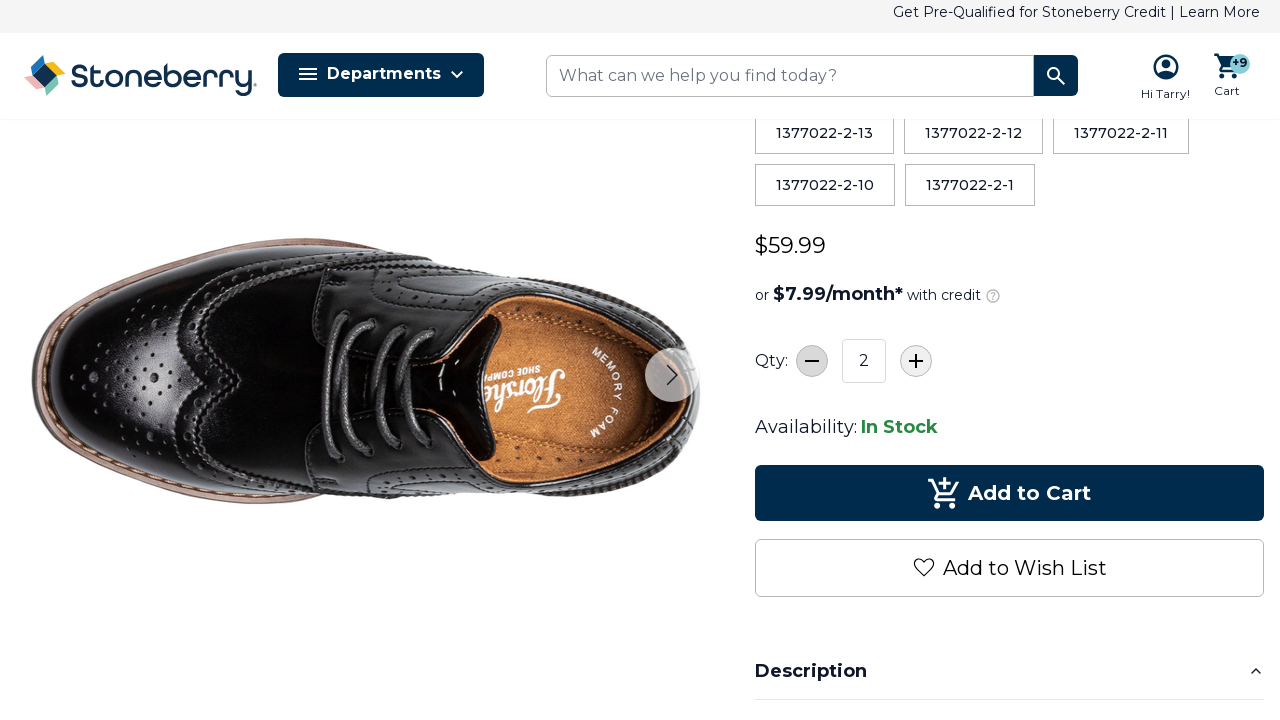 Get Pre-Qualified for Stoneberry Credit | Learn More
Stoneberry®
Departments
What can we help you find today?
Hi Tarry!
+9
Cart
1377022-2-13
1377022-2-12
1377022-2-11
1377022-2-10
1377022-2-1
$59.99
or $7.99/month* with credit
Qty:
2
Availability: In Stock
Add to Cart
Add to Wish List
Description
MEMORY FOAM
Florsheim